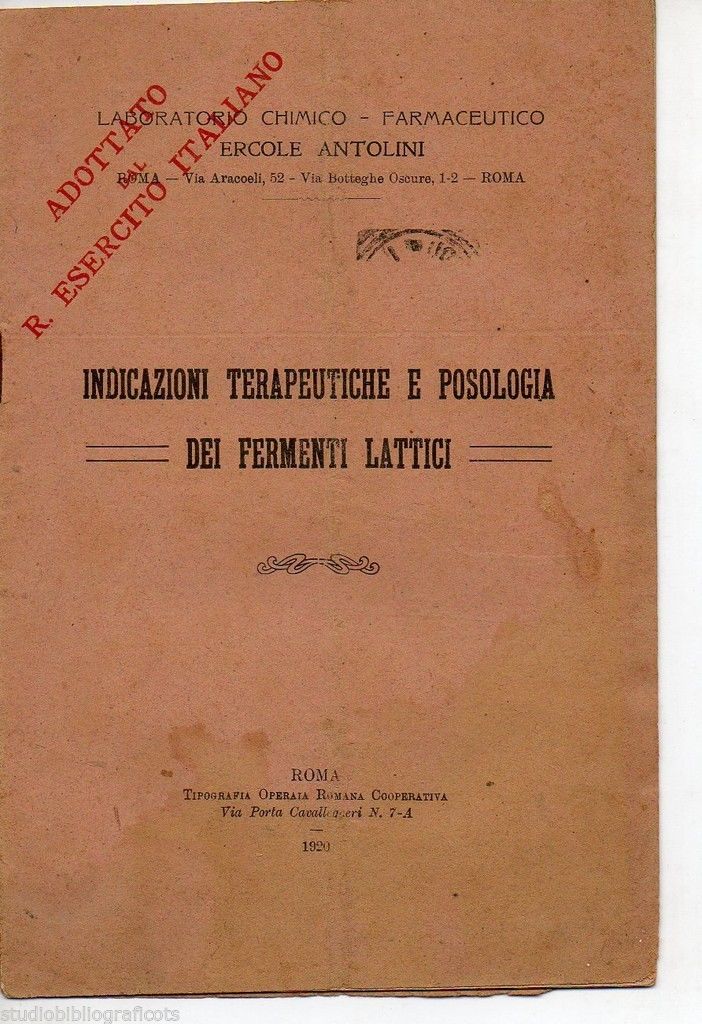 ADOTTATO
DAL
R. ESERCITO ITALIANO
LABORATORIO CHIMICO - FARMACEUTICO
ERCOLE ANTOLINI
ROMA — Via Aracoeli, 52 - Via Botteghe Oscure, 1-2 — ROMA
INDICAZIONI TERAPEUTICHE E POSOLOGIA
DEI FERMENTI LATTICI
ROMA
TIPOGRAFIA OPERAIA ROMANA COOPERATIVA
Via Porta Cavalleggeri N. 7-A
1920
studiobibliograficots